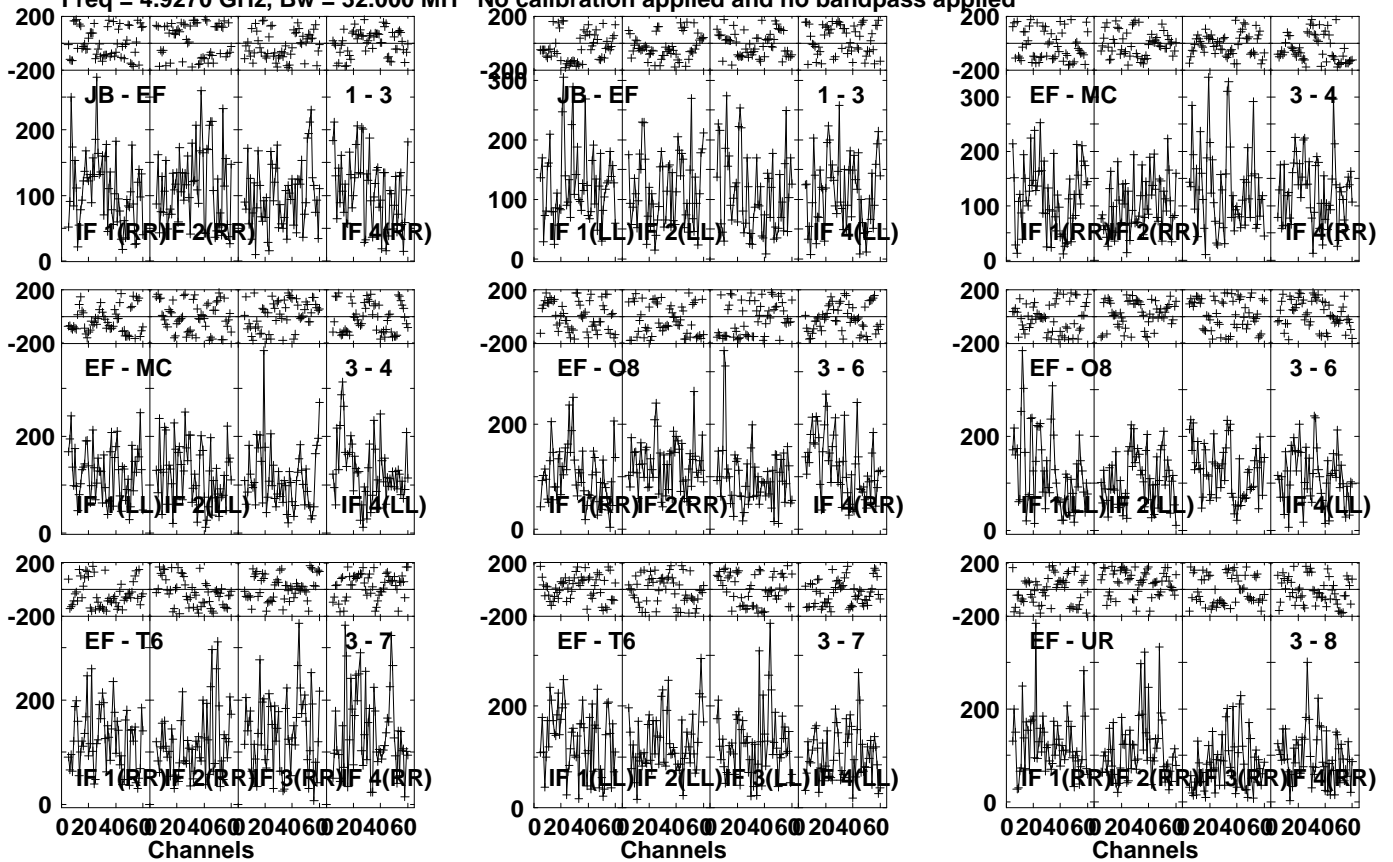 Freq = 4.9270 GHz, Bw = 32.000 MH No calibration applied and no bandpass applied
200 200 200
-200 -200 -200
JB - EF 1 - 3 300 JB - EF 1 - 3 EF - MC 3 - 4
300
200 200 200
100 100 100
IF 1(RR) IF 2(RR) IF 4(RR) IF 1(LL) IF 2(LL) IF 4(LL) IF 1(RR) IF 2(RR) IF 4(RR)
0 0 0
200 200 200
-200 -200 -200
EF - MC 3 - 4 EF - O8 3 - 6 EF - O8 3 - 6
200 200 200
IF 1(LL) IF 2(LL) IF 4(LL) IF 1(RR) IF 2(RR) IF 4(RR) IF 1(LL) IF 2(LL) IF 4(LL)
0 0 0
200 200 200
-200 -200 -200
EF - T6 3 - 7 EF - T6 3 - 7 EF - UR 3 - 8
200 200 200
IF 1(RR) IF 2(RR) IF 3(RR) IF 4(RR) IF 1(LL) IF 2(LL) IF 3(LL) IF 4(LL) IF 1(RR) IF 2(RR) IF 3(RR) IF 4(RR)
0 0 0
0 20 40 60 0 20 40 60 0 20 40 60 0 20 40 60 0 20 40 60 0 20 40 60 0 20 40 60 0 20 40 60 0 20 40 60 0 20 40 60 0 20 40 60 0 20 40 60
Channels Channels Channels